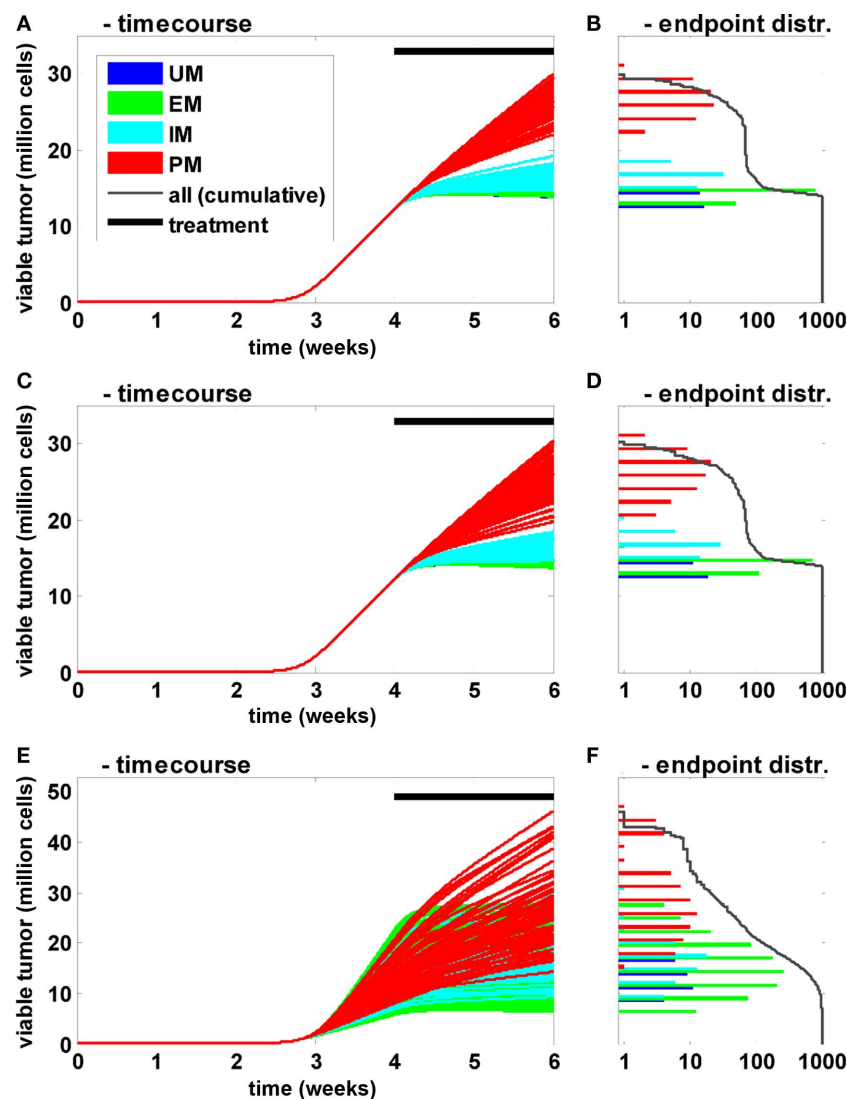 A - timecourse
B - endpoint distr.
viable tumor (million cells)
30
20
10
0
UM
EM
IM
PM
all (cumulative)
treatment
0 1 2 3 4 5 6
time (weeks)
1 10 100 1000
C - timecourse
D - endpoint distr.
viable tumor (million cells)
30
20
10
0
0 1 2 3 4 5 6
time (weeks)
1 10 100 1000
E - timecourse
F - endpoint distr.
viable tumor (million cells)
50
40
30
20
10
0
0 1 2 3 4 5 6
time (weeks)
1 10 100 1000